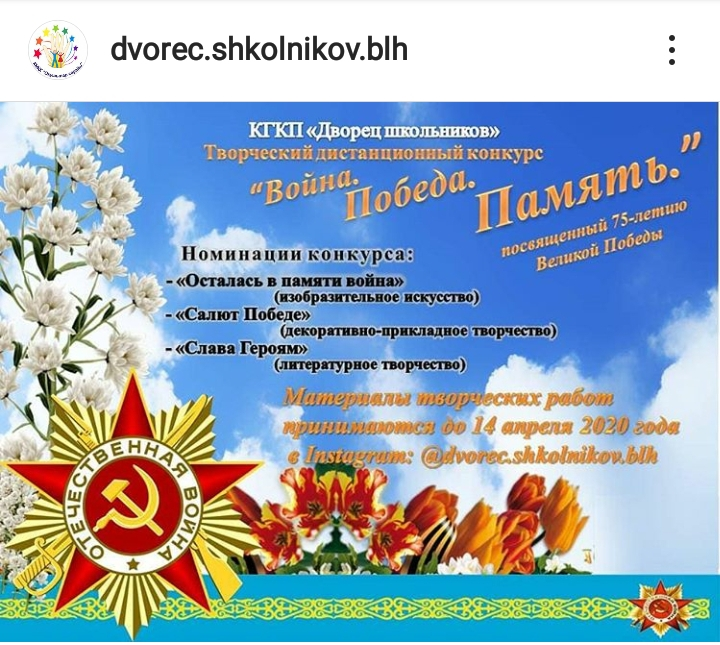 dvorec.shkolnikov.blh
КГКП «Дворец школьников»
Творческий дистанционный конкурс
“Война. Победа. Память.”
посвященный 75-летию
Великой Победы
Номинации конкурса:
- «Осталась в памяти война»
(изобразительное искусство)
- «Салют Победе»
(декоративно-прикладное творчество)
- «Слава Героям»
(литературное творчество)
Материалы творческих работ
принимаются до 14 апреля 2020 года
в Instagram: @dvorec.shkolnikov.blh
ОТЕЧЕСТВЕННАЯ ВОЙНА